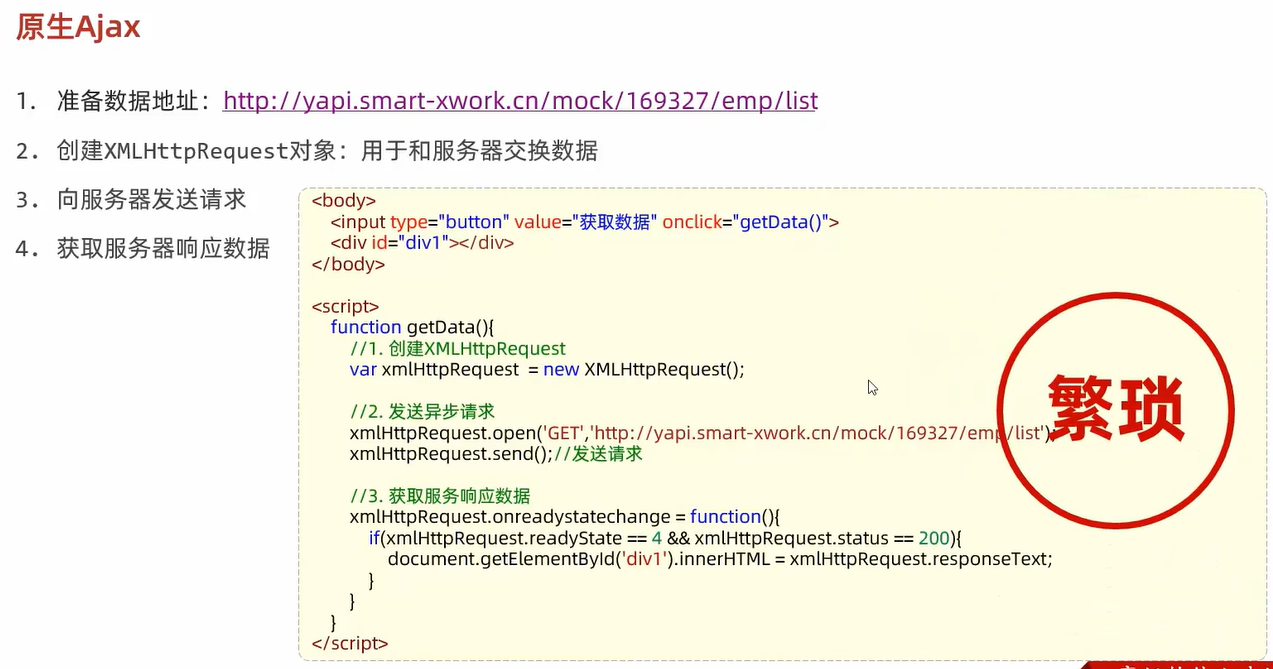 原生Ajax
1. 准备数据地址：http://yapi.smart-xwork.cn/mock/169327/emp/list
2. 创建XMLHttpRequest对象：用于和服务器交换数据
3. 向服务器发送请求
4. 获取服务器响应数据
<body>
<input type="button" value="获取数据" onclick="getData()">
<div id="div1"></div>
</body>
<script>
function getData(){
//1. 创建XMLHttpRequest
var xmlHttpRequest = new XMLHttpRequest();
//2. 发送异步请求
xmlHttpRequest.open('GET','http://yapi.smart-xwork.cn/mock/169327/emp/list');
xmlHttpRequest.send();//发送请求
//3. 获取服务响应数据
xmlHttpRequest.onreadystatechange = function(){
if(xmlHttpRequest.readyState == 4 && xmlHttpRequest.status == 200){
document.getElementById('div1').innerHTML = xmlHttpRequest.responseText;
}
}
}
</script>
繁琐